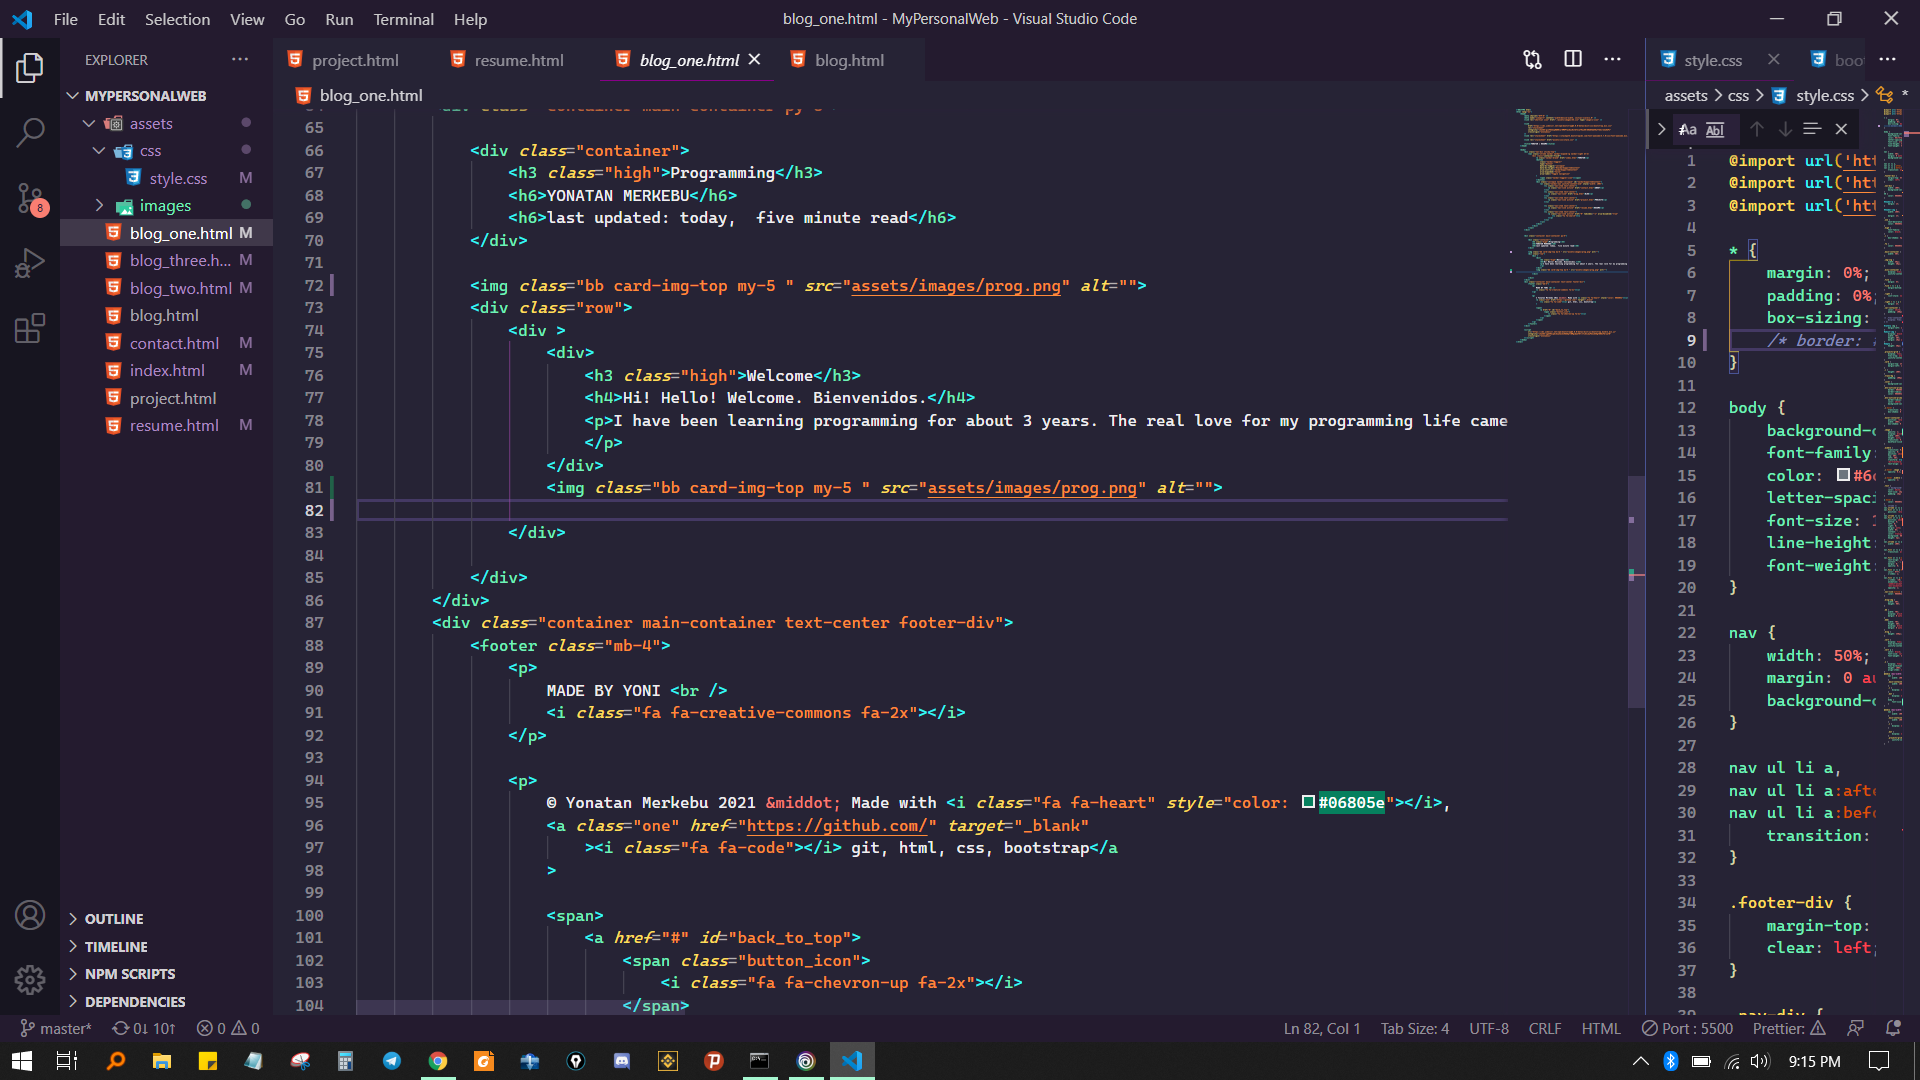 File Edit Selection View Go Run Terminal Help
blog_one.html - MyPersonalWeb - Visual Studio Code
EXPLORER
MYPERSONALWEB
assets
css
style.css M
images
blog_one.html M
blog_three.h... M
blog_two.html M
blog.html
contact.html M
index.html M
project.html
resume.html M
8
OUTLINE
TIMELINE
NPM SCRIPTS
DEPENDENCIES
project.html resume.html blog_one.html blog.html
blog_one.html
65
66 <div class="container">
67 <h3 class="high">Programming</h3>
68 <h6>YONATAN MERKEBU</h6>
69 <h6>last updated: today,  five minute read</h6>
70 </div>
71
72 <img class="bb card-img-top my-5 " src="assets/images/prog.png" alt="">
73 <div class="row">
74 <div >
75 <div>
76 <h3 class="high">Welcome</h3>
77 <h4>Hi! Hello! Welcome. Bienvenidos.</h4>
78 <p>I have been learning programming for about 3 years. The real love for my programming life came
79 </p>
80 </div>
81 <img class="bb card-img-top my-5 " src="assets/images/prog.png" alt="">
82
83 </div>
84
85 </div>
86 </div>
87 <div class="container main-container text-center footer-div">
88 <footer class="mb-4">
89 <p>
90 MADE BY YONI <br />
91 <i class="fa fa-creative-commons fa-2x"></i>
92 </p>
93
94 <p>
95 © Yonatan Merkebu 2021 &middot; Made with <i class="fa fa-heart" style="color: #06805e"></i>,
96 <a class="one" href="https://github.com/" target="_blank"
97 ><i class="fa fa-code"></i> git, html, css, bootstrap</a
98 >
99
100 <span>
101 <a href="#" id="back_to_top">
102 <span class="button_icon">
103 <i class="fa fa-chevron-up fa-2x"></i>
104 </span>
style.css boo
assets > css > style.css > *
Aa Abl
1 @import url('htt
2 @import url('htt
3 @import url('htt
4
5 * {
6 margin: 0%;
7 padding: 0%
8 box-sizing:
9 /* border:
10 }
11
12 body {
13 background-c
14 font-family:
15 color: #6
16 letter-spaci
17 font-size:
18 line-height:
19 font-weight:
20 }
21
22 nav {
23 width: 50%;
24 margin: 0 a
25 background-c
26 }
27
28 nav ul li a,
29 nav ul li a:afte
30 nav ul li a:befo
31 transition:
32 }
33
34 .footer-div {
35 margin-top:
36 clear: left;
37 }
38
master* 0↓ 10↑ 0 0
Ln 82, Col 1 Tab Size: 4 UTF-8 CRLF HTML Port : 5500 Prettier:
9:15 PM